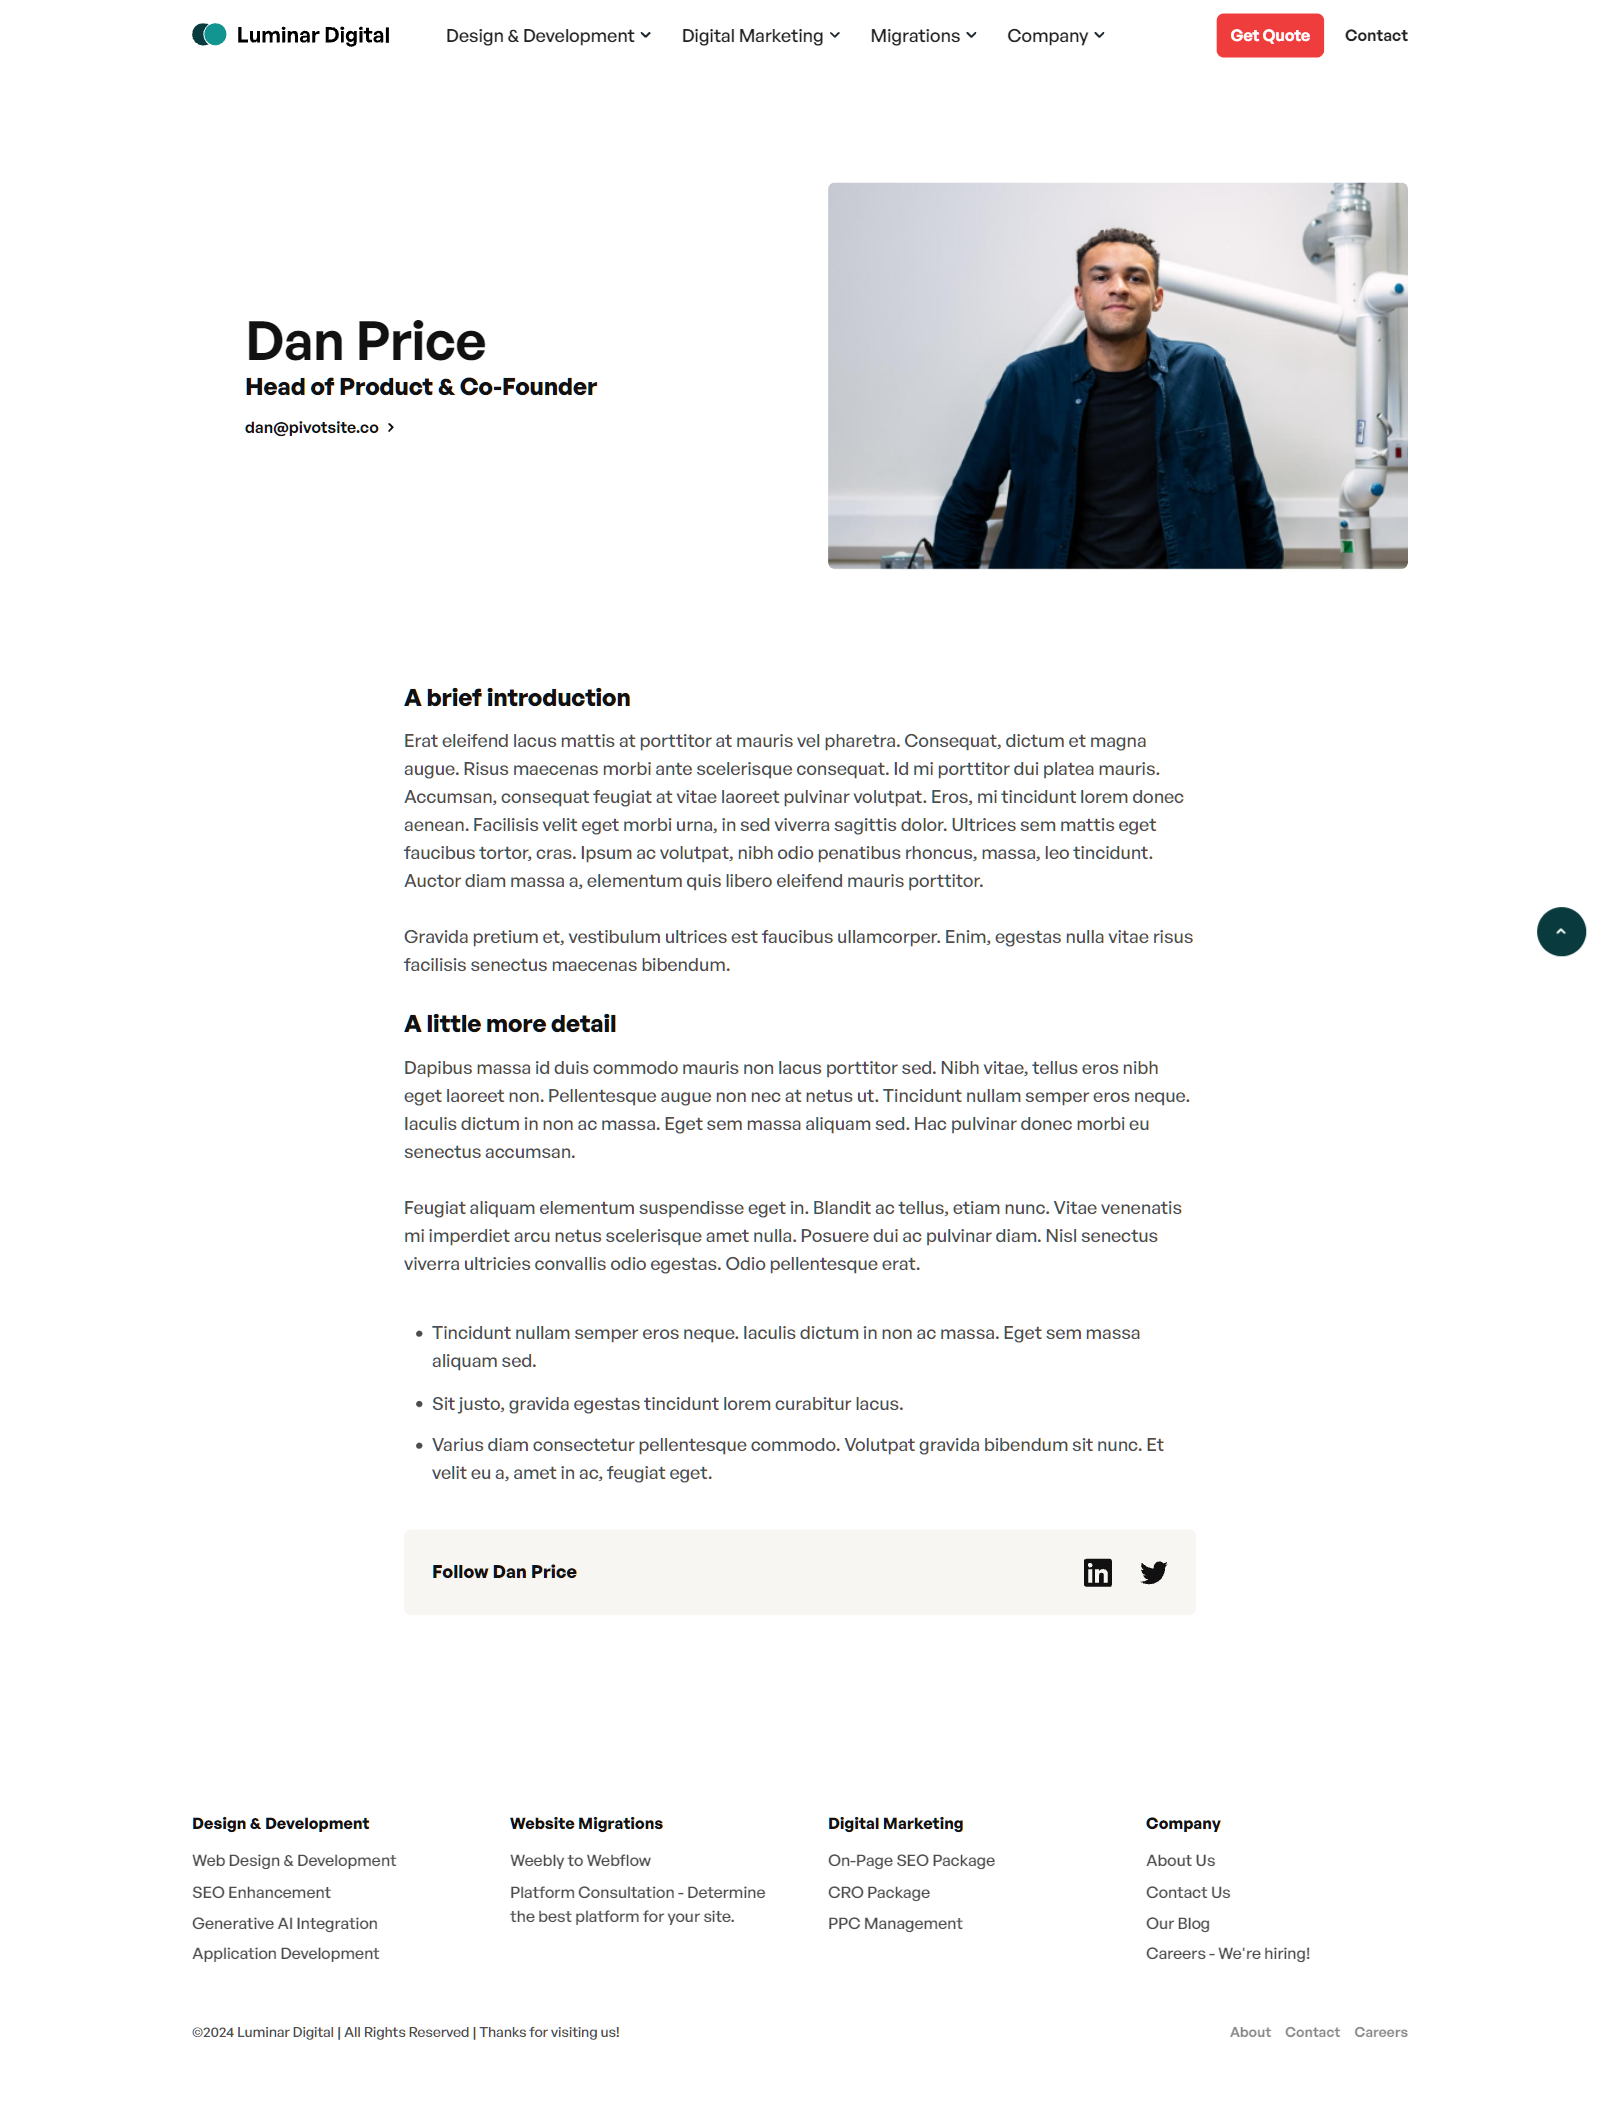 Luminar Digital
Design & Development
Digital Marketing
Migrations
Company
Get Quote
Contact
Dan Price
Head of Product & Co-Founder
dan@pivotsite.co
A brief introduction
Erat eleifend lacus mattis at porttitor at mauris vel pharetra. Consequat, dictum et magna
augue. Risus maecenas morbi ante scelerisque consequat. Id mi porttitor dui platea mauris.
Accumsan, consequat feugiat at vitae laoreet pulvinar volutpat. Eros, mi tincidunt lorem donec
aenean. Facilisis velit eget morbi urna, in sed viverra sagittis dolor. Ultrices sem mattis eget
faucibus tortor, cras. Ipsum ac volutpat, nibh odio penatibus rhoncus, massa, leo tincidunt.
Auctor diam massa a, elementum quis libero eleifend mauris porttitor.
Gravida pretium et, vestibulum ultrices est faucibus ullamcorper. Enim, egestas nulla vitae risus
facilisis senectus maecenas bibendum.
A little more detail
Dapibus massa id duis commodo mauris non lacus porttitor sed. Nibh vitae, tellus eros nibh
eget laoreet non. Pellentesque augue non nec at netus ut. Tincidunt nullam semper eros neque.
Iaculis dictum in non ac massa. Eget sem massa aliquam sed. Hac pulvinar donec morbi eu
senectus accumsan.
Feugiat aliquam elementum suspendisse eget in. Blandit ac tellus, etiam nunc. Vitae venenatis
mi imperdiet arcu netus scelerisque amet nulla. Posuere dui ac pulvinar diam. Nisl senectus
viverra ultricies convallis odio egestas. Odio pellentesque erat.
• Tincidunt nullam semper eros neque. Iaculis dictum in non ac massa. Eget sem massa
aliquam sed.
• Sit justo, gravida egestas tincidunt lorem curabitur lacus.
• Varius diam consectetur pellentesque commodo. Volutpat gravida bibendum sit nunc. Et
velit eu a, amet in ac, feugiat eget.
Follow Dan Price
in
Design & Development
Web Design & Development
SEO Enhancement
Generative AI Integration
Application Development
Website Migrations
Weebly to Webflow
Platform Consultation - Determine
the best platform for your site.
Digital Marketing
On-Page SEO Package
CRO Package
PPC Management
Company
About Us
Contact Us
Our Blog
Careers - We're hiring!
©2024 Luminar Digital | All Rights Reserved | Thanks for visiting us!
About
Contact
Careers